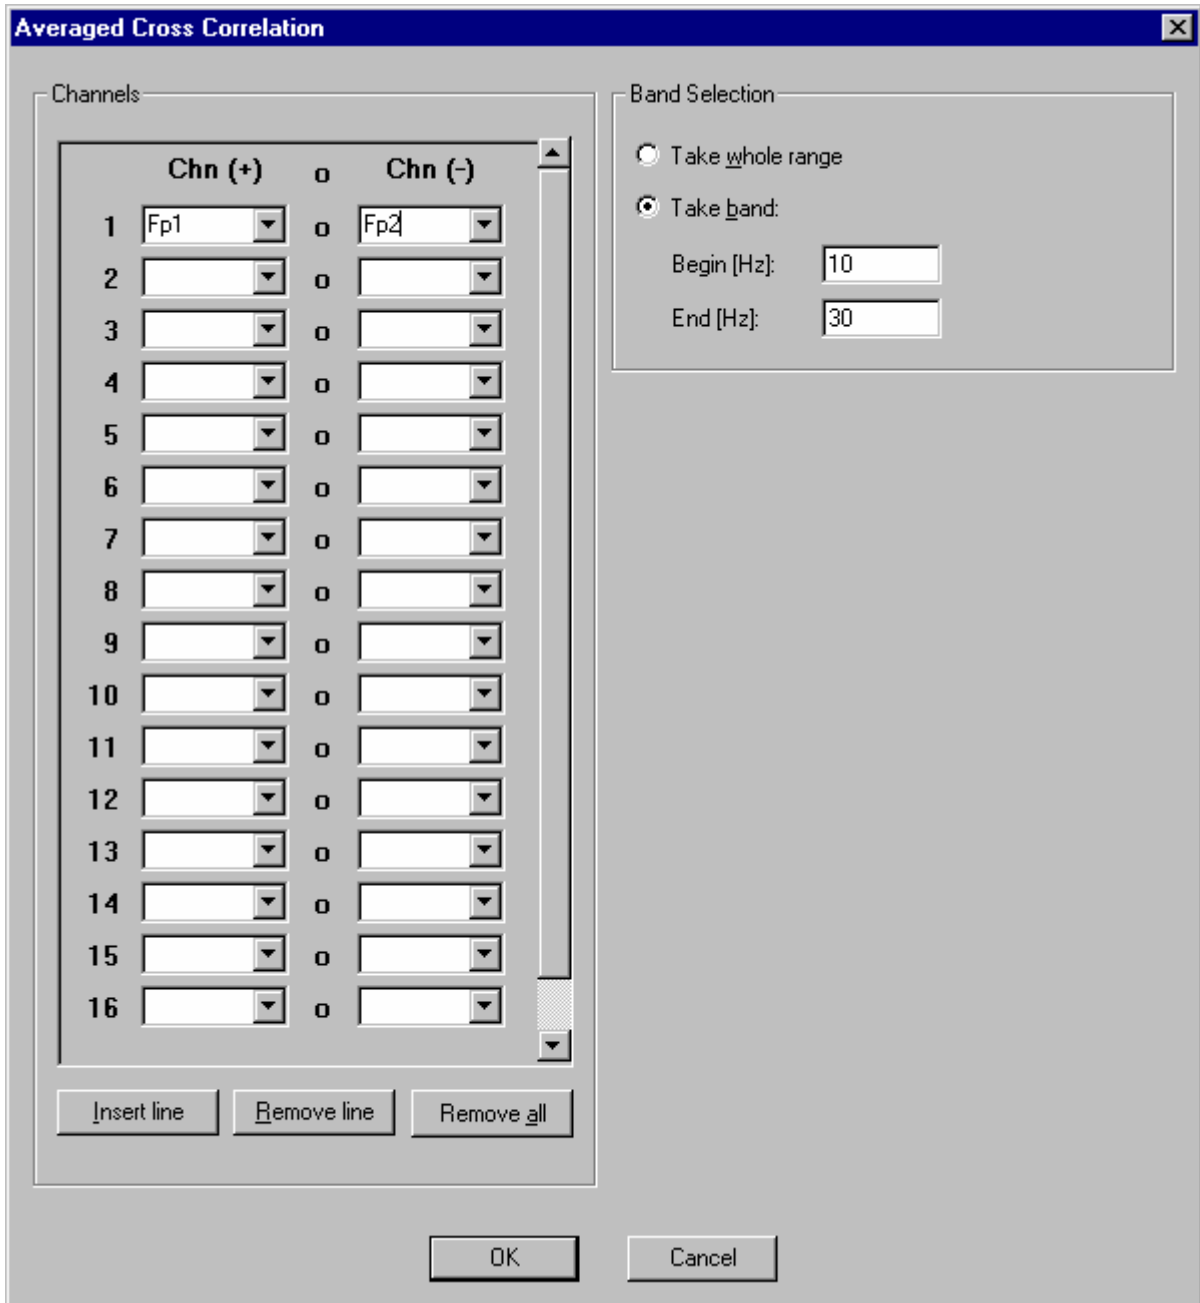 Averaged Cross Correlation
Channels
Chn (+) o Chn (-)
1 Fp1 o Fp2
2 o
3 o
4 o
5 o
6 o
7 o
8 o
9 o
10 o
11 o
12 o
13 o
14 o
15 o
16 o
Insert line Remove line Remove all
Band Selection
Take whole range
Take band:
Begin [Hz]: 10
End [Hz]: 30
OK Cancel